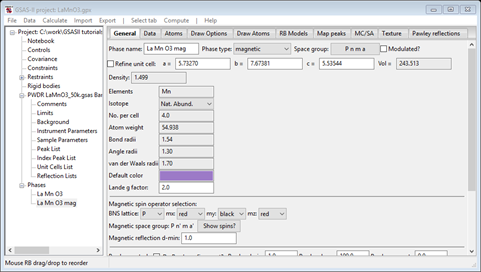 GSAS-II project: LaMnO3.gpx
File Data Calculate Import Export | Select tab Compute | Help
Project: C:\work\GSASII tutorials
Notebook
Controls
Covariance
Constraints
Restraints
Rigid bodies
PWDR LaMnO3_50k.gsas Ban
Comments
Limits
Background
Instrument Parameters
Sample Parameters
Peak List
Index Peak List
Unit Cells List
Reflection Lists
Phases
La Mn O3
La Mn O3 mag
Mouse RB drag/drop to reorder
General Data Atoms Draw Options Draw Atoms RB Models Map peaks MC/SA Texture Pawley reflections
Phase name: La Mn O3 mag Phase type: magnetic Space group: P n m a Modulated?
Refine unit cell: a = 5.73270 b = 7.67381 c = 5.53544 Vol = 243.513
Density: 1.499
Elements Mn
Isotope Nat. Abund.
No. per cell 4.0
Atom weight 54.938
Bond radii 1.54
Angle radii 1.30
van der Waals radii 1.70
Default color
Lande g factor: 2.0
Magnetic spin operator selection:
BNS lattice: P mx red my: black mz: red
Magnetic space group: P n' m a' Show spins?
Magnetic reflection d-min: 1.0